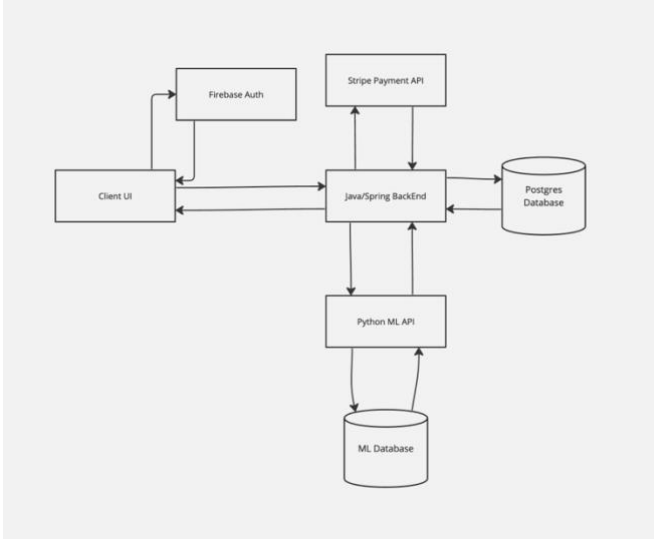 Stripe Payment API
Firebase Auth
Client UI
Java/Spring BackEnd
Postgres
Database
Python ML API
ML Database